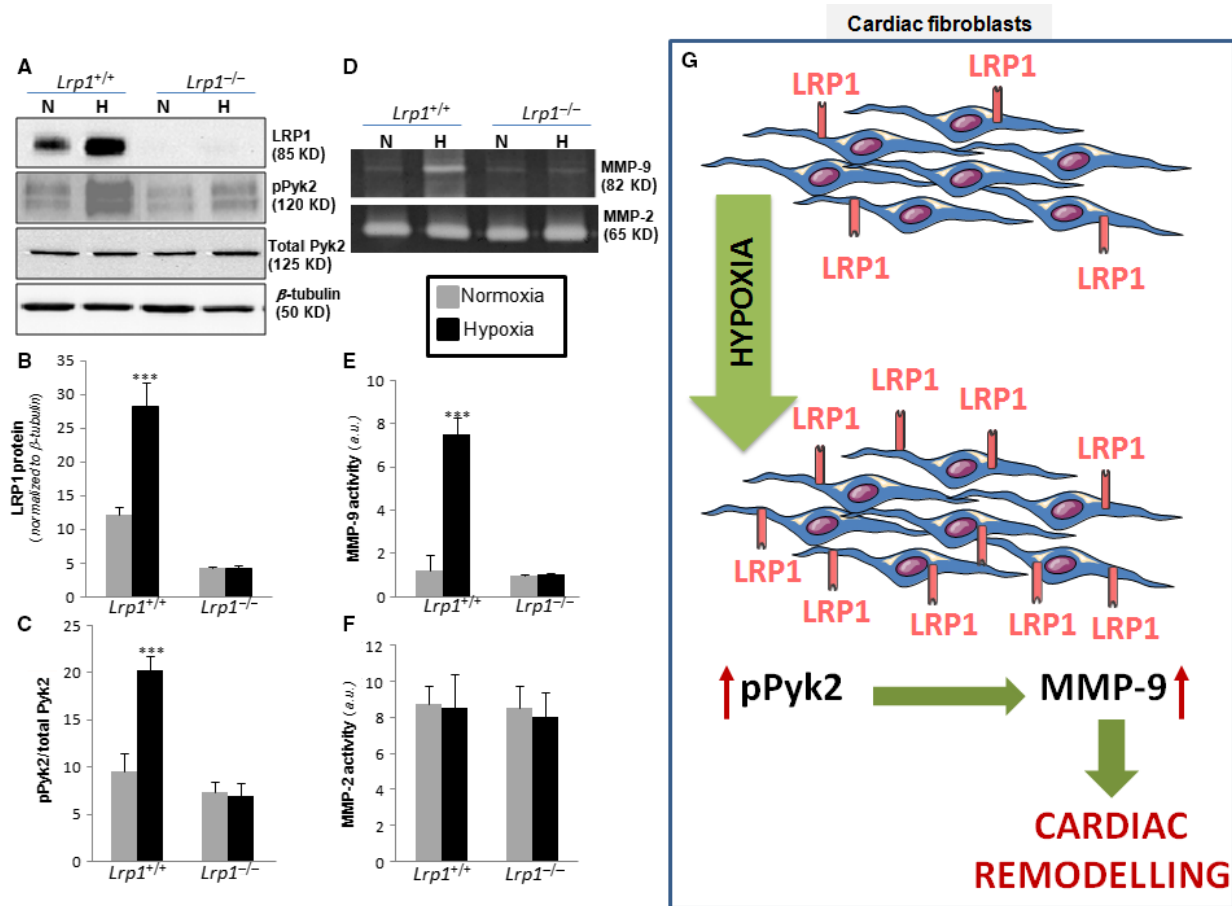 Cardiac fibroblasts
A
Lrp1+/+
Lrp1−/−
N
H
N
H
LRP1
(85 KD)
pPyk2
(120 KD)
Total Pyk2
(125 KD)
β-tubulin
(50 KD)
D
Lrp1+/+
Lrp1−/−
N
H
N
H
MMP-9
(82 KD)
MMP-2
(65 KD)
Normoxia
Hypoxia
B
LRP1 protein
(normalized to β-tubulin)
35
30
25
20
15
10
5
0
***
Lrp1+/+
Lrp1−/−
C
pPyk2/total Pyk2
25
20
15
10
5
0
***
Lrp1+/+
Lrp1−/−
E
MMP-9 activity (a.u.)
10
8
6
4
2
0
***
Lrp1+/+
Lrp1−/−
F
MMP-2 activity (a.u.)
12
10
8
6
4
2
0
Lrp1+/+
Lrp1−/−
G
LRP1
LRP1
LRP1
LRP1
HYPOXIA
LRP1
LRP1
LRP1
LRP1
LRP1
LRP1
LRP1
LRP1
LRP1
pPyk2
MMP-9
CARDIAC
REMODELLING